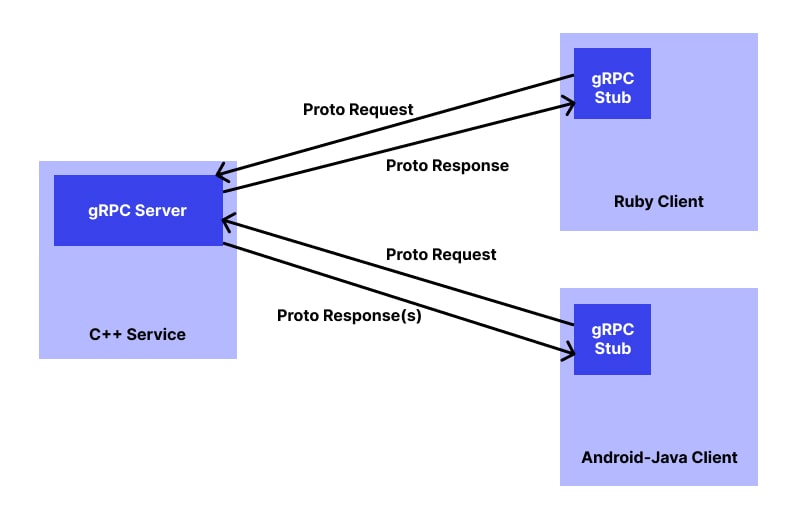 gRPC
Stub
Proto Request
Proto Response
Ruby Client
gRPC Server
Proto Request
Proto Response(s)
C++ Service
gRPC
Stub
Android-Java Client